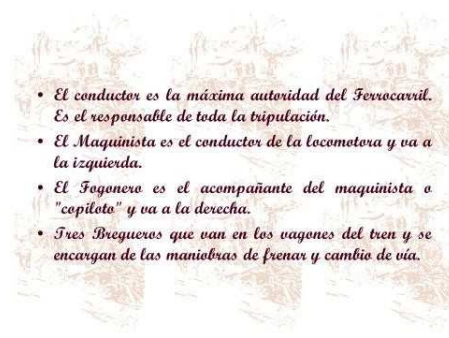 • El conductor es la máxima autoridad del Ferrocarril.
Es el responsable de toda la tripulación.
• El Maquinista es el conductor de la locomotora y va a
la izquierda.
• El Fogonero es el acompañante del maquinista o
"copiloto" y va a la derecha.
• Tres Bregueros que van en los vagones del tren y se
encargan de las maniobras de frenar y cambio de vía.